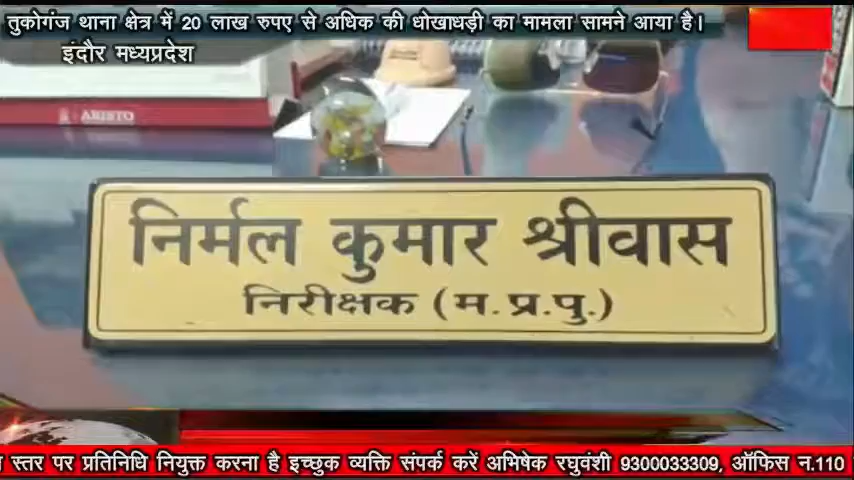 तुकोगंज थाना क्षेत्र में 20 लाख रुपए से अधिक की धोखाधड़ी का मामला सामने आया है।
इंदौर मध्यप्रदेश
ARISTO
निर्मल कुमार श्रीवास
निरीक्षक (म.प्र.पु.)
स्तर पर प्रतिनिधि नियुक्त करना है इच्छुक व्यक्ति संपर्क करें अभिषेक रघुवंशी 9300033309, ऑफिस न.110